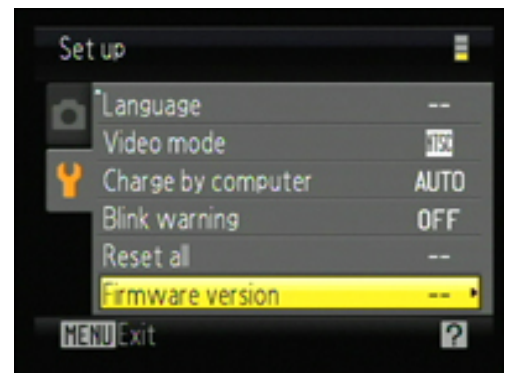 Set up
Language --
Video mode NTSC
Charge by computer AUTO
Blink warning OFF
Reset all --
Firmware version --
MENU Exit ?